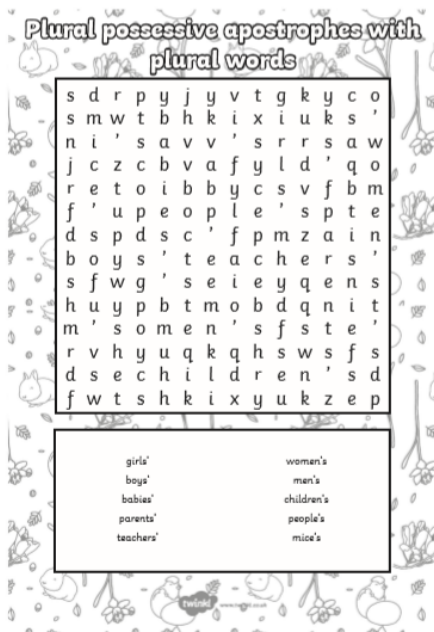 Plural possessive apostrophes with
plural words
s d r p y j y v t g k y c o
s m w t b h k i x i u k s '
n i ' s a v v ' s r r s a w
j c z c b v a f y l d ' q o
r e t o i b b y c s v f b m
f ' u p e o p l e ' s p t e
d s p d s c ' f p m z a i n
b o y s ' t e a c h e r s '
s f w g ' s e i e y q e n s
h u y p b t m o b d q n i t
m ' s o m e n ' s f s t e '
r v h y u q k q h s w s f s
d s e c h i l d r e n ' s d
f w t s h k i x y u k z e p
girls' women's
boys' men's
babies' children's
parents' people's
teachers' mice's
twinkl